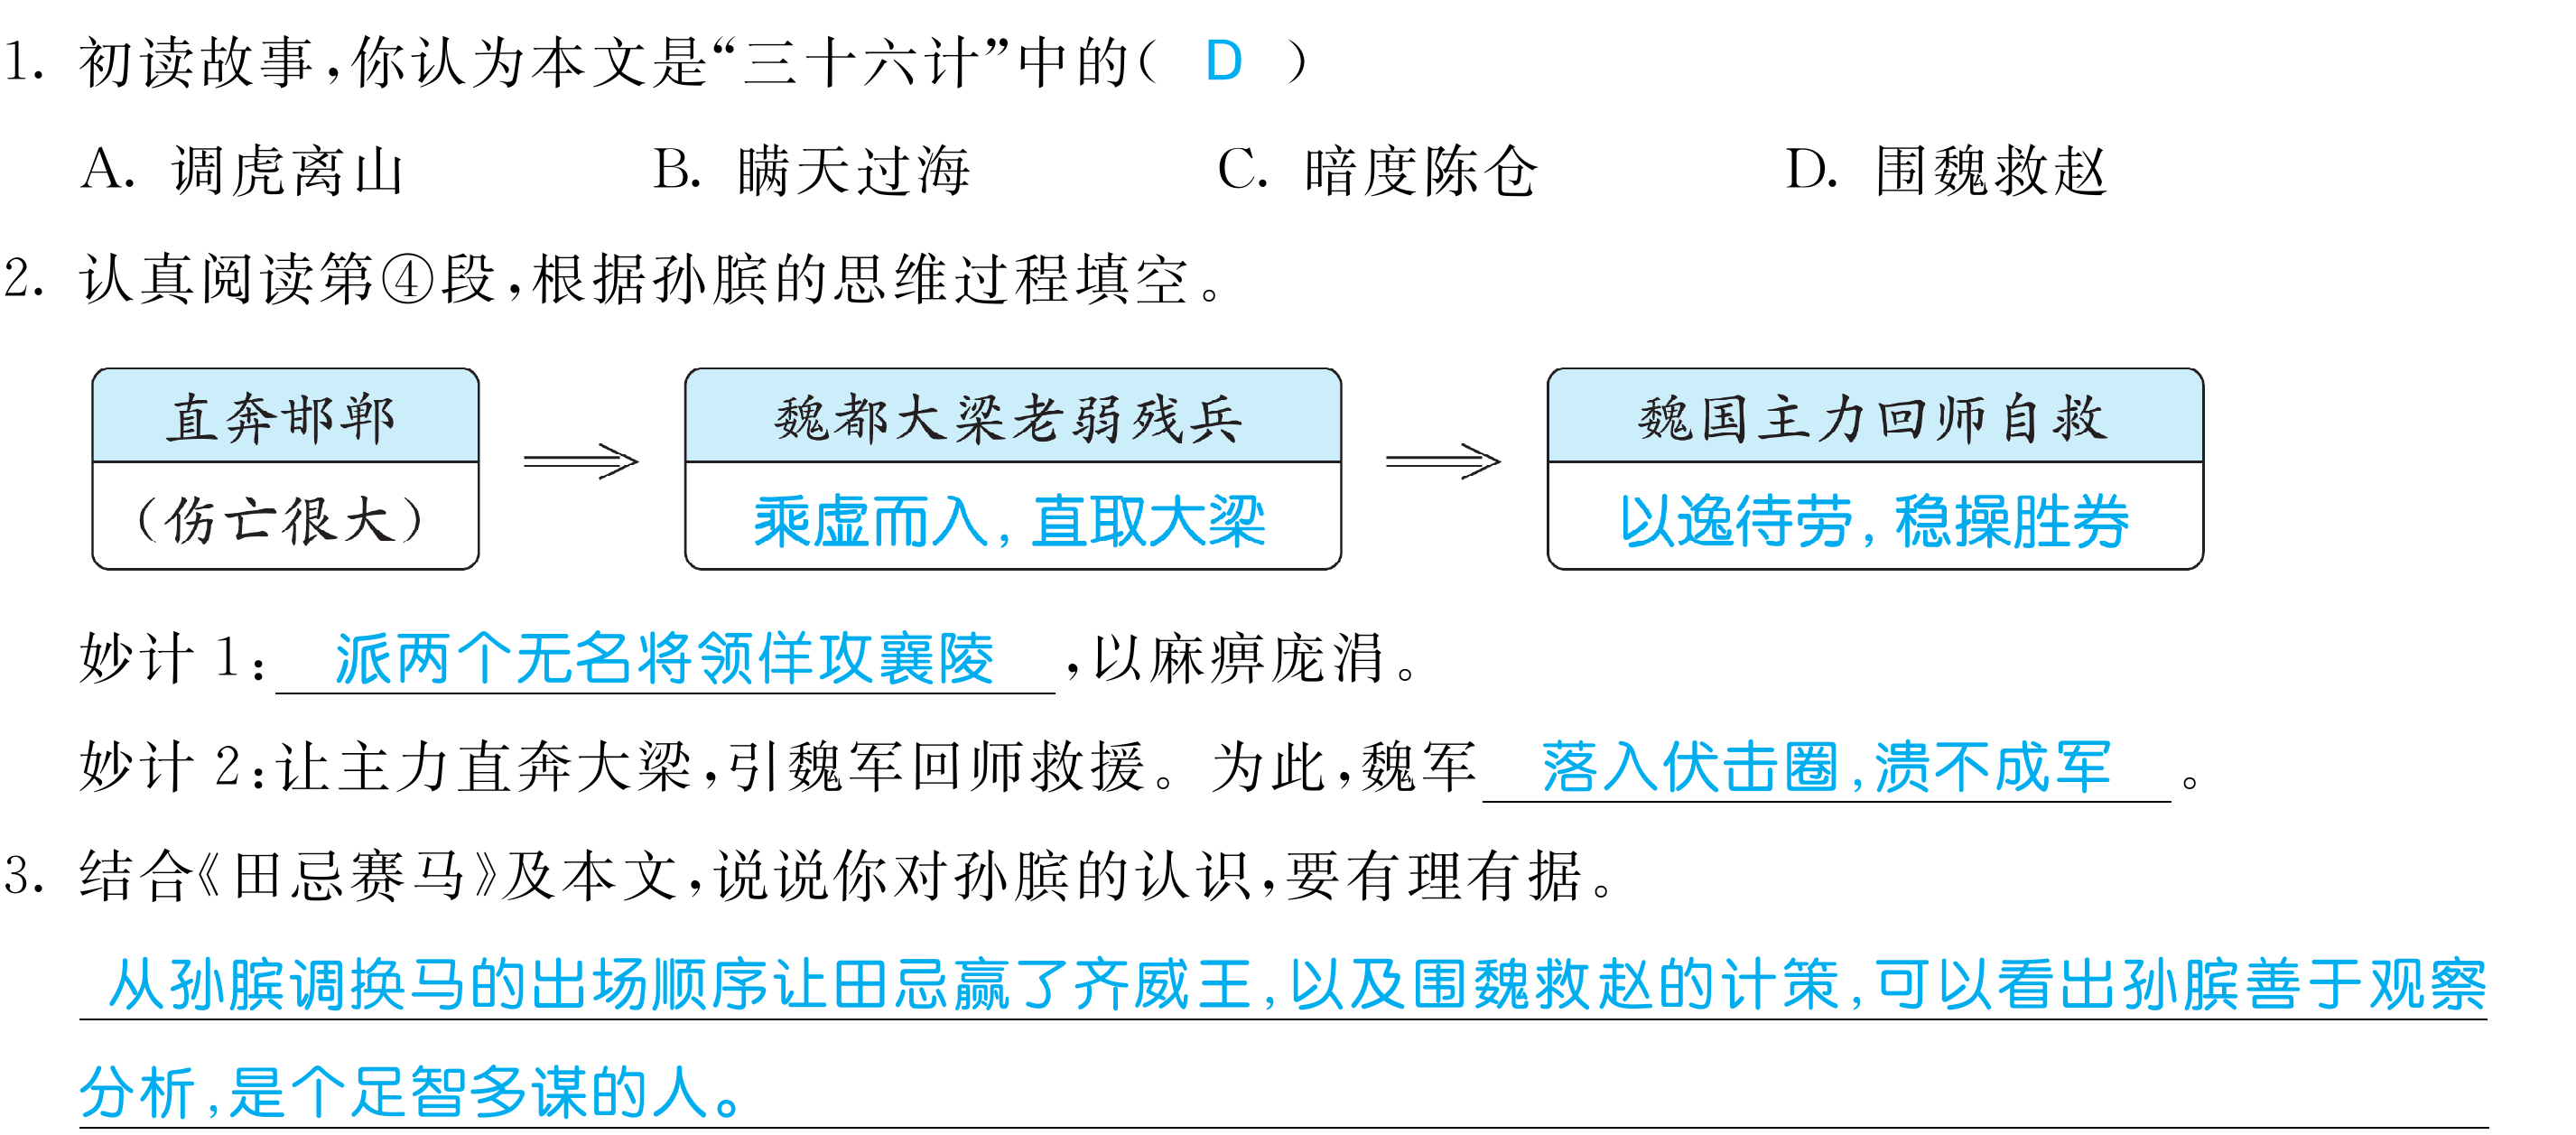 1. 初读故事,你认为本文是“三十六计”中的( D )
A. 调虎离山 B. 瞒天过海 C. 暗度陈仓 D. 围魏救赵
2. 认真阅读第④段,根据孙膑的思维过程填空。
直奔邯郸 魏都大梁老弱残兵 魏国主力回师自救
(伤亡很大) 乘虚而入,直取大梁 以逸待劳,稳操胜券
妙计 1: 派两个无名将领佯攻襄陵 ,以麻痹庞涓。
妙计 2:让主力直奔大梁,引魏军回师救援。为此,魏军 落入伏击圈,溃不成军 。
3. 结合《田忌赛马》及本文,说说你对孙膑的认识,要有理有据。
从孙膑调换马的出场顺序让田忌赢了齐威王,以及围魏救赵的计策,可以看出孙膑善于观察
分析,是个足智多谋的人。